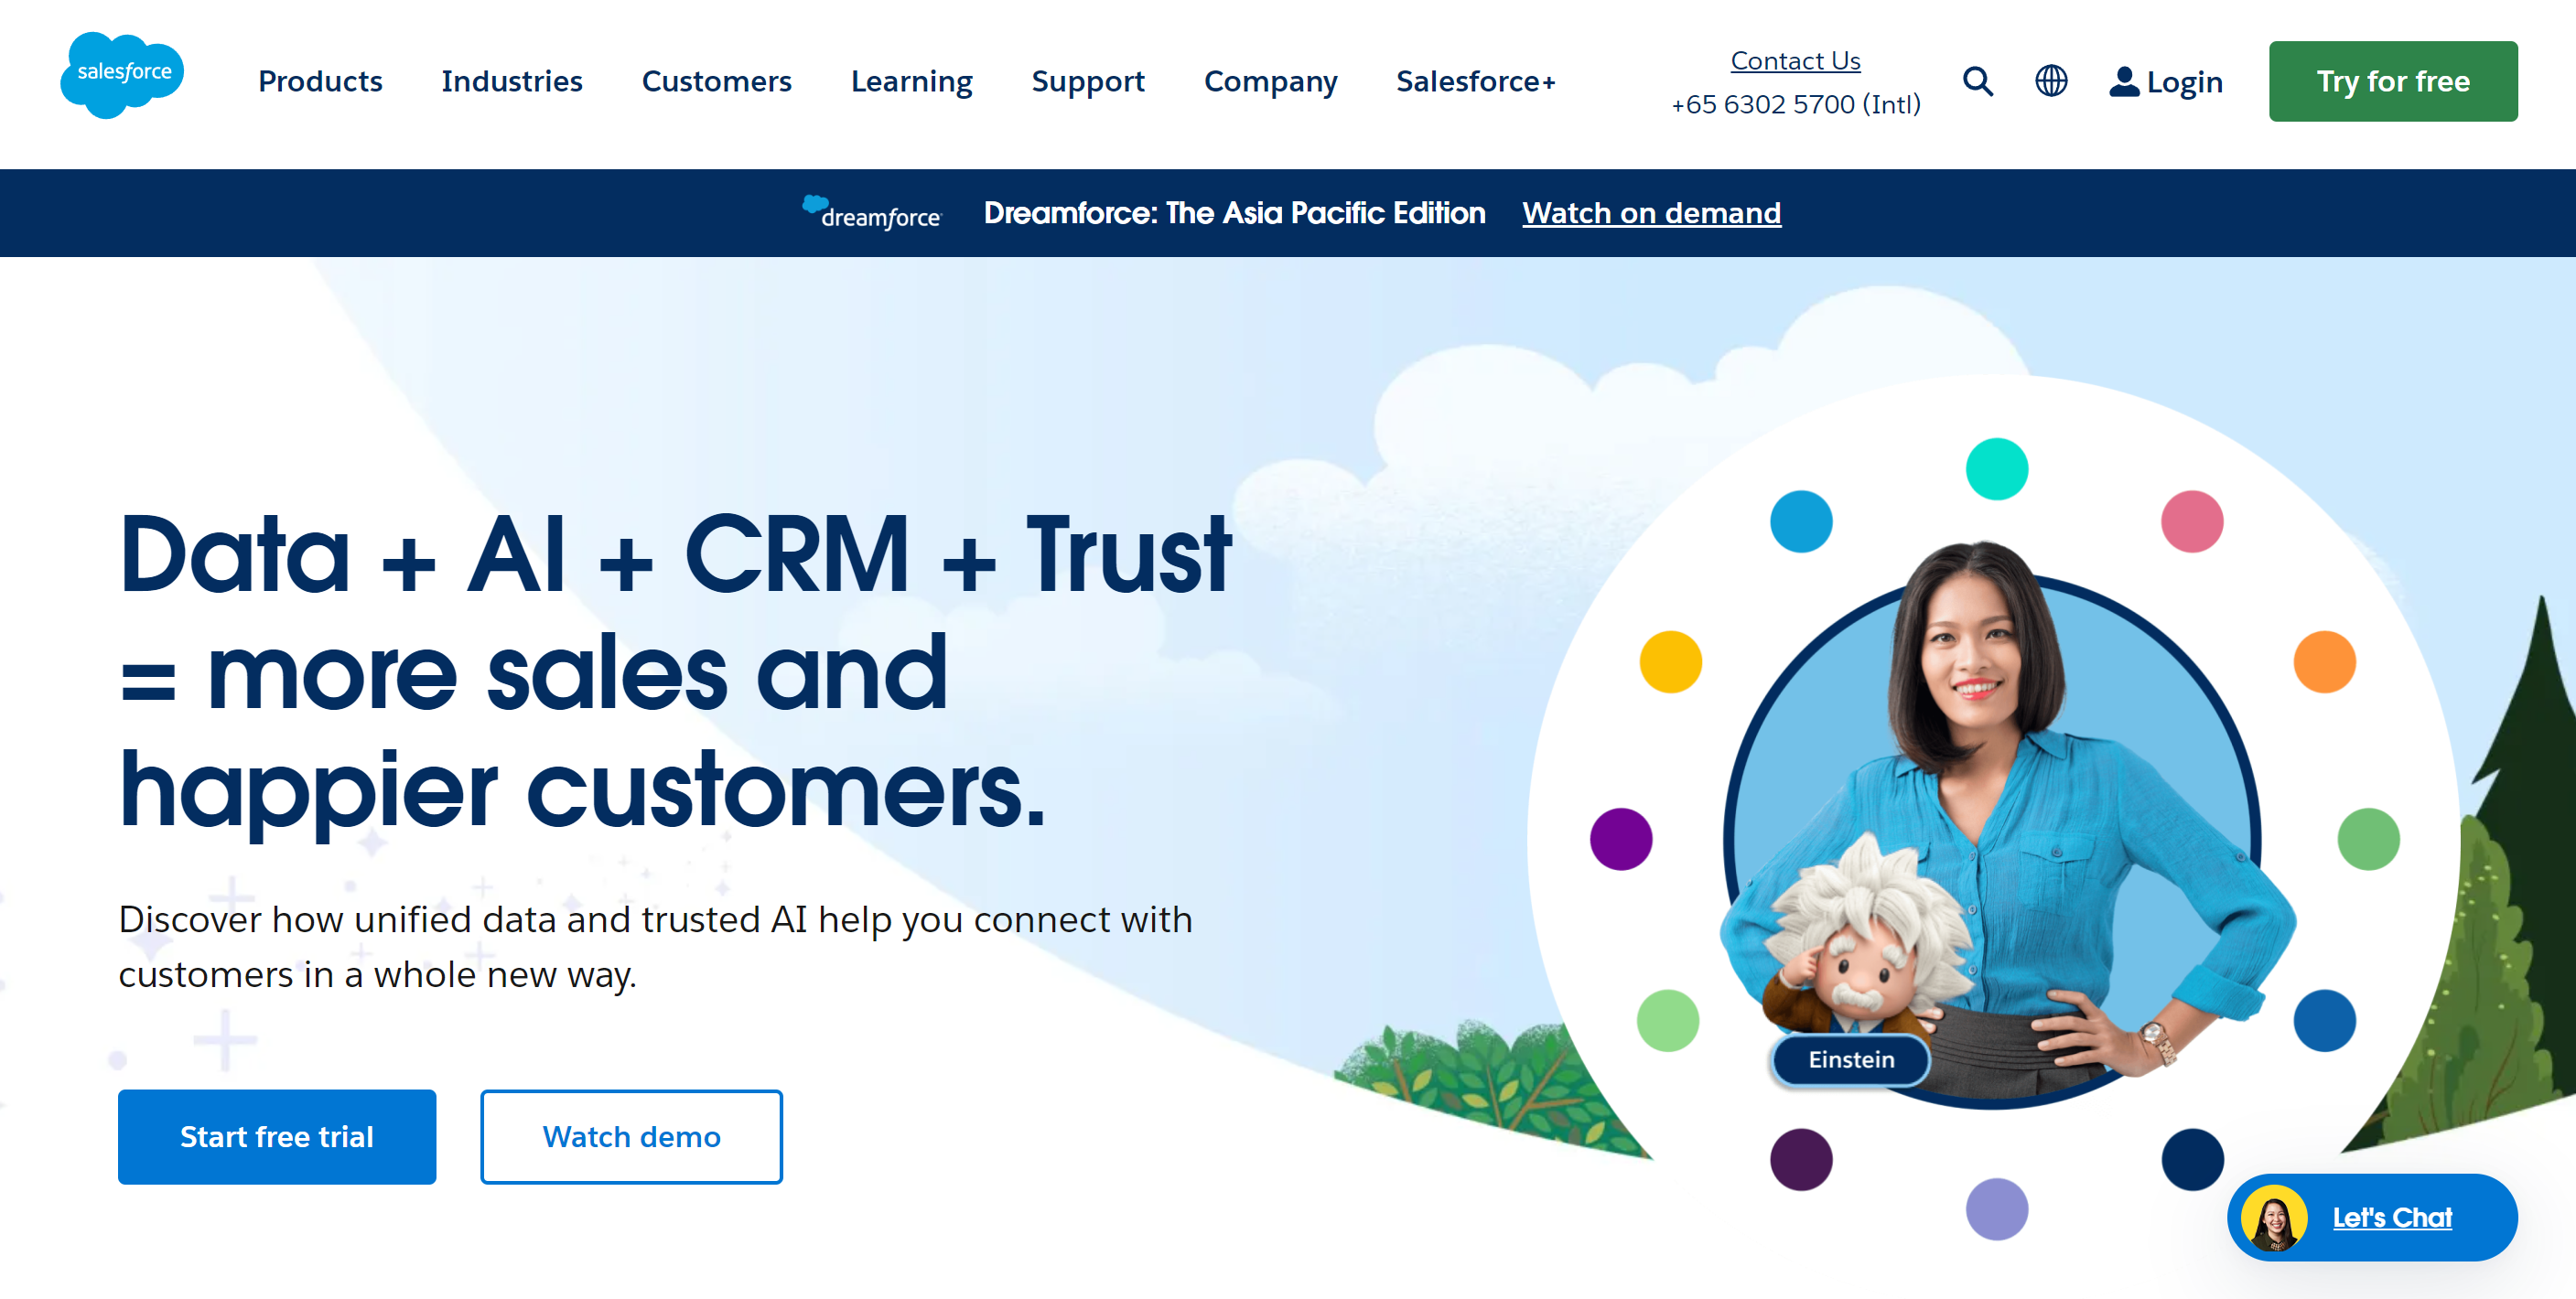 salesforce
Products
Industries
Customers
Learning
Support
Company
Salesforce+
Contact Us
+65 6302 5700 (Intl)
Login
Try for free
dreamforce
Dreamforce: The Asia Pacific Edition
Watch on demand
Data + AI + CRM + Trust
= more sales and
happier customers.
Discover how unified data and trusted AI help you connect with
customers in a whole new way.
Start free trial
Watch demo
Einstein
Let's Chat